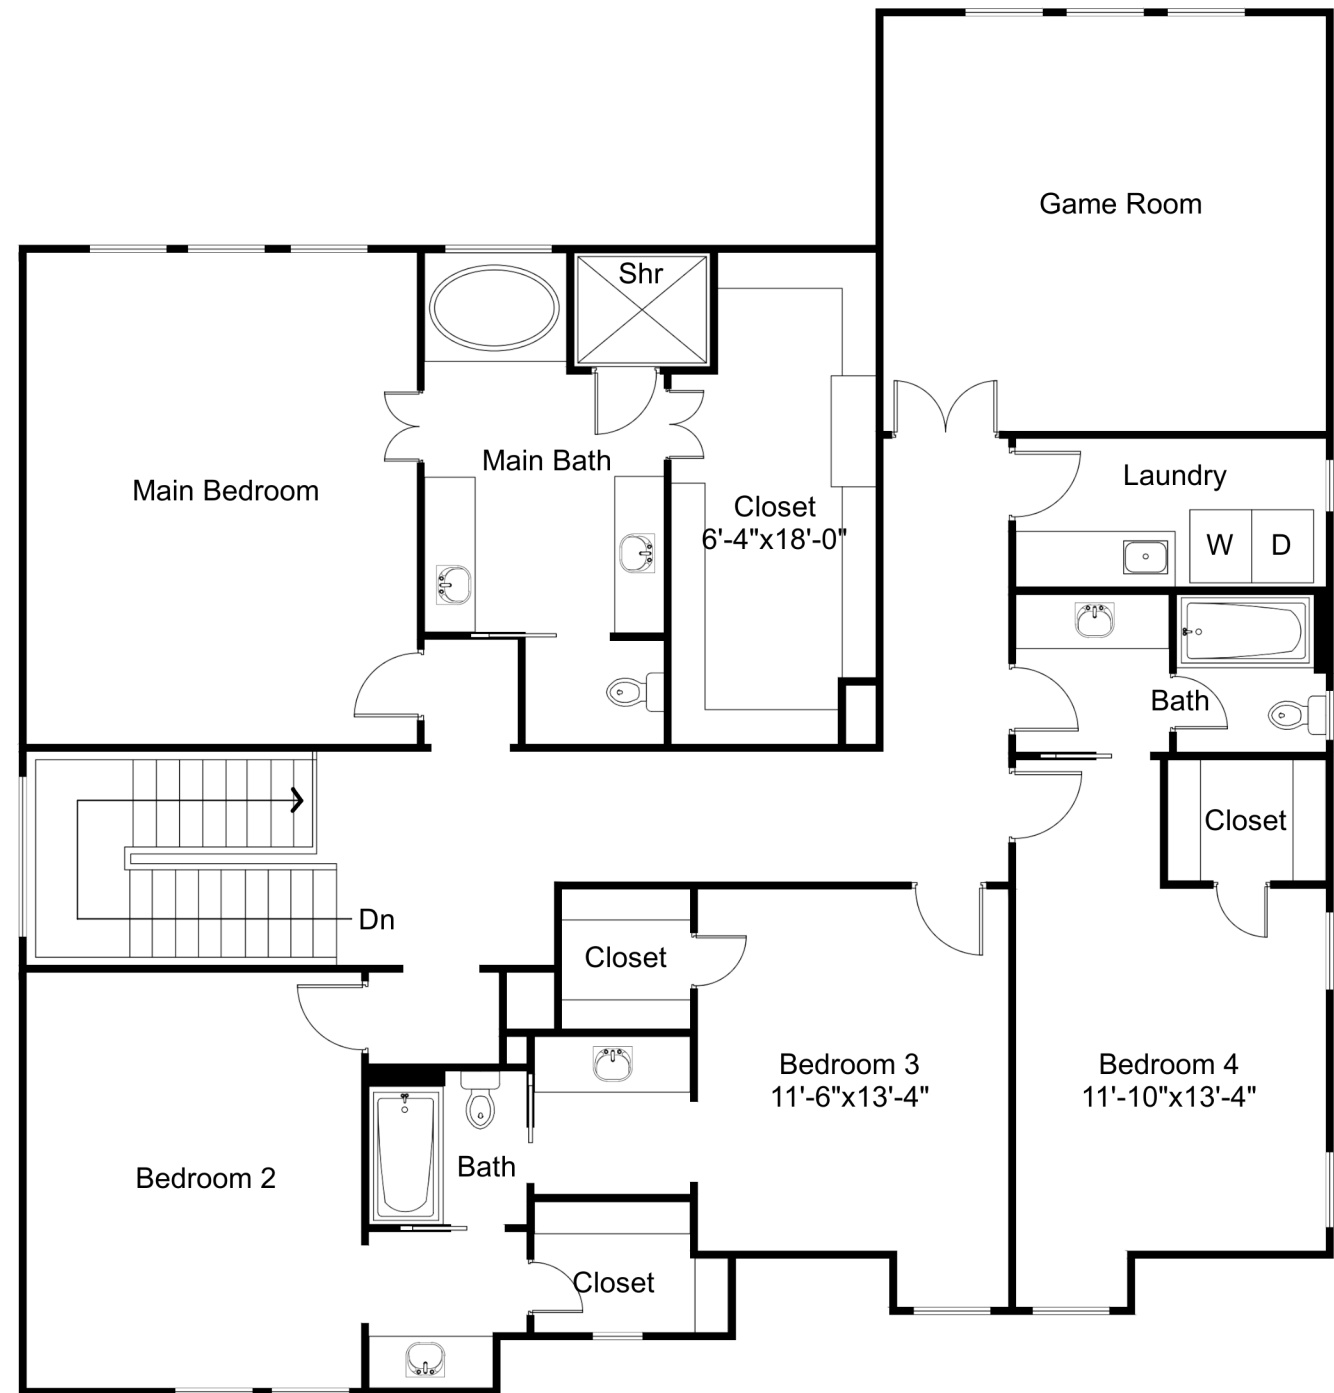 Game Room
Shr
Main Bath
Main Bedroom
Laundry
Closet
6'-4"x18'-0"
W
D
Bath
Closet
Dn
Closet
Bedroom 3
11'-6"x13'-4"
Bedroom 4
11'-10"x13'-4"
Bath
Bedroom 2
Closet